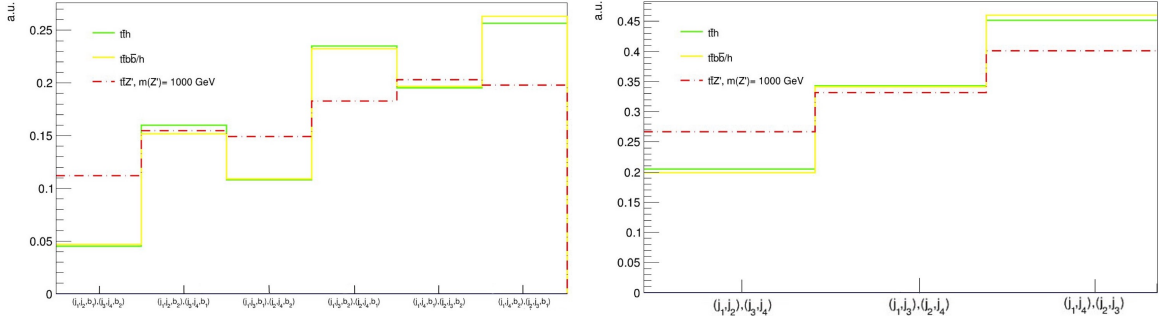 a.u.
0.25
0.2
0.15
0.1
0.05
0
tt̄h
tt̄bb̄/h
tt̄Z', m(Z')= 1000 GeV
(j₁,j₂,b₁),(j₃,j₄,b₂)
(j₁,j₂,b₂),(j₃,j₄,b₁)
(j₁,j₃,b₁),(j₂,j₄,b₂)
(j₁,j₃,b₂),(j₂,j₄,b₁)
(j₁,j₄,b₁),(j₂,j₃,b₂)
(j₁,j₄,b₂),(j₂,j₃,b₁)
a.u.
0.45
0.4
0.35
0.3
0.25
0.2
0.15
0.1
0.05
0
tt̄h
tt̄bb̄/h
tt̄Z', m(Z')= 1000 GeV
(j₁,j₂),(j₃,j₄)
(j₁,j₃),(j₂,j₄)
(j₁,j₄),(j₂,j₃)